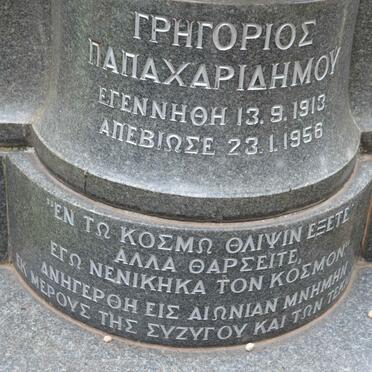 ΓΡΗΓΟΡΙΟΣ
ΠΑΠΑΧΑΡΙΔΗΜΟΥ
ΕΓΕΝΝΗΘΗ 13.9.1913
ΑΠΕΒΙΩΣΕ 23.1.1956
"ΕΝ ΤΩ ΚΟΣΜΩ ΘΛΙΨΙΝ ΕΞΕΤΕ
ΑΛΛΑ ΘΑΡΣΕΙΤΕ,
ΕΓΩ ΝΕΝΙΚΗΚΑ ΤΟΝ ΚΟΣΜΟΝ"
ΑΝΗΓΕΡΘΗ ΕΙΣ ΑΙΩΝΙΑΝ ΜΝΗΜΗΝ
ΕΚ ΜΕΡΟΥΣ ΤΗΣ ΣΥΖΥΓΟΥ ΚΑΙ ΤΩΝ